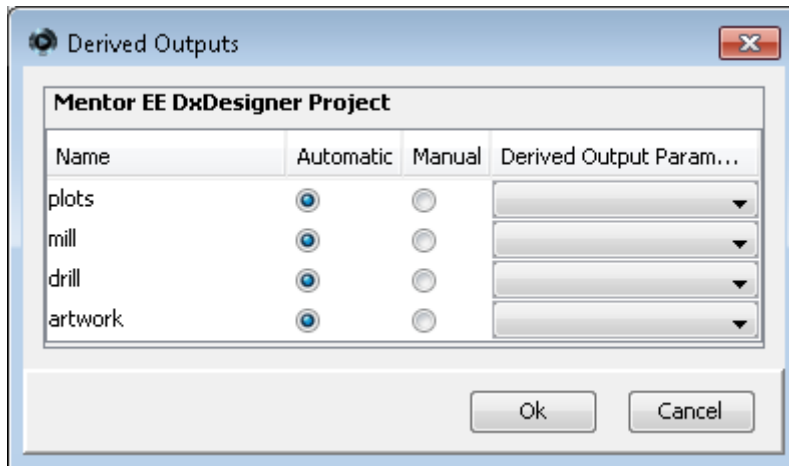 Derived Outputs
Mentor EE DxDesigner Project
Name Automatic Manual Derived Output Param...
plots
mill
drill
artwork
Ok Cancel